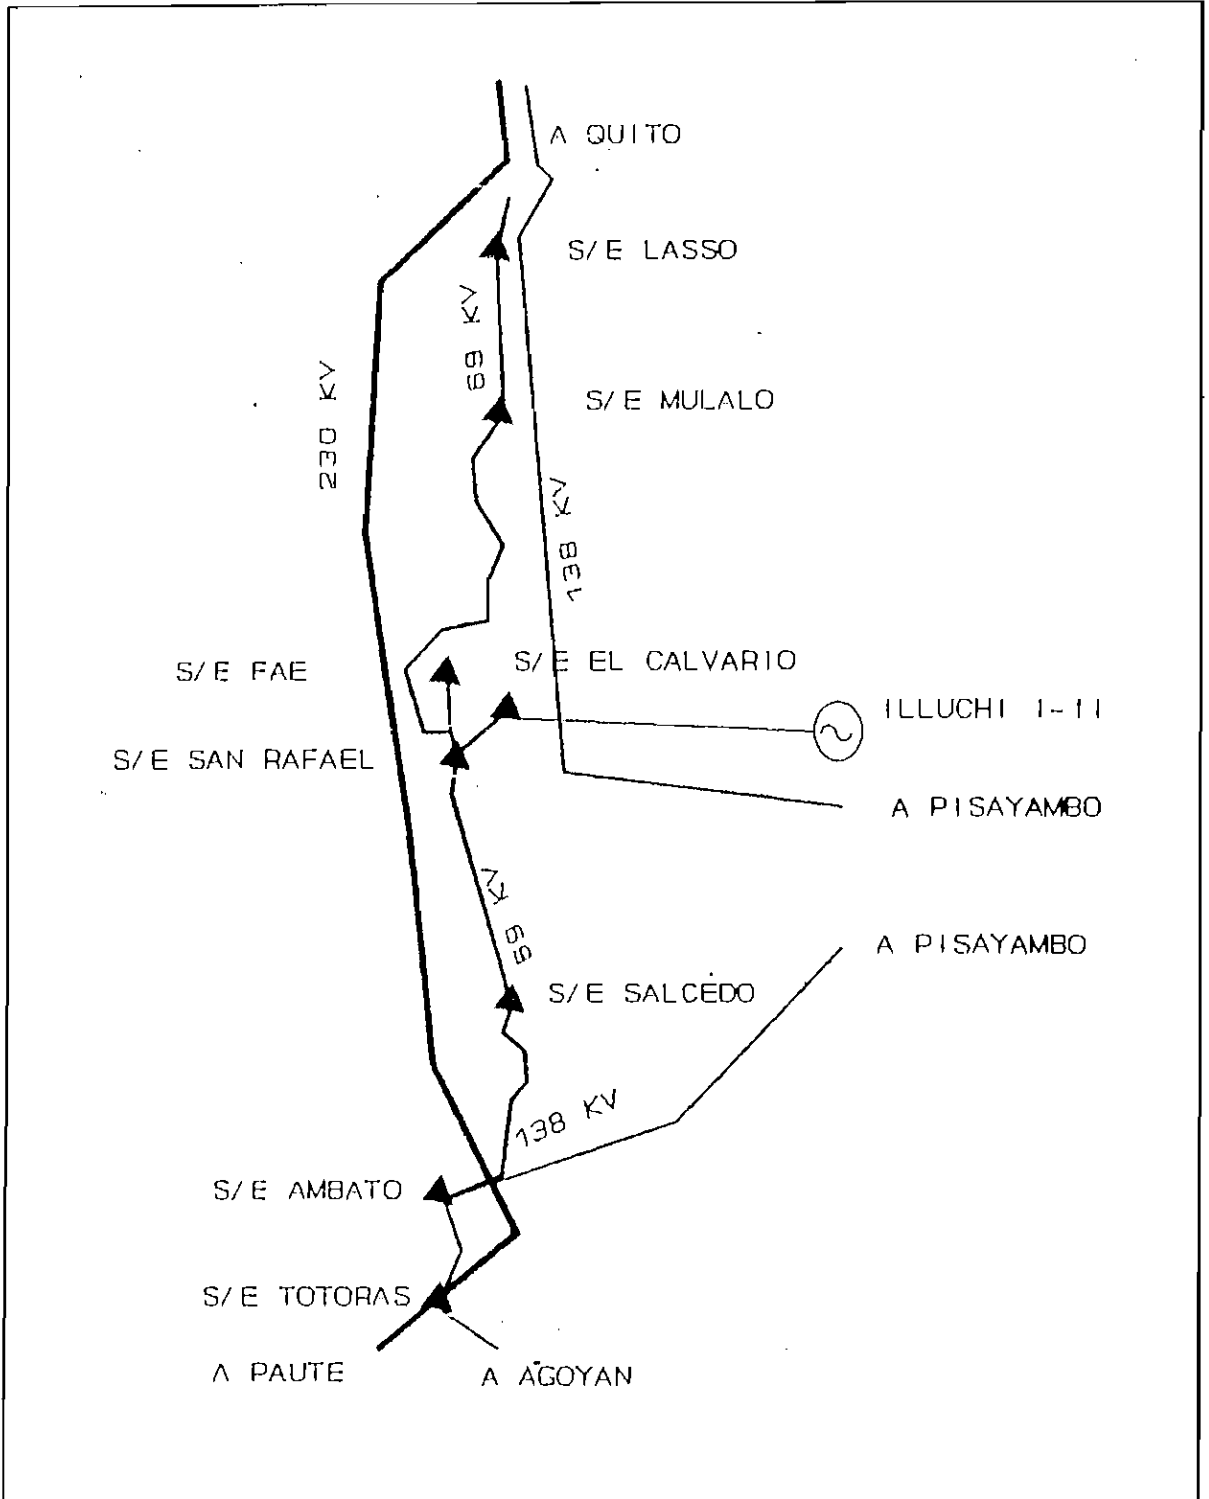 A QUITO
S/E LASSO
69 KV
S/E MULALO
230 KV
138 KV
S/E EL CALVARIO
S/E FAE
ILLUCHI I-II
S/E SAN RAFAEL
A PISAYAMBO
69 KV
A PISAYAMBO
S/E SALCEDO
138 KV
S/E AMBATO
S/E TOTORAS
A PAUTE
A AGOYAN